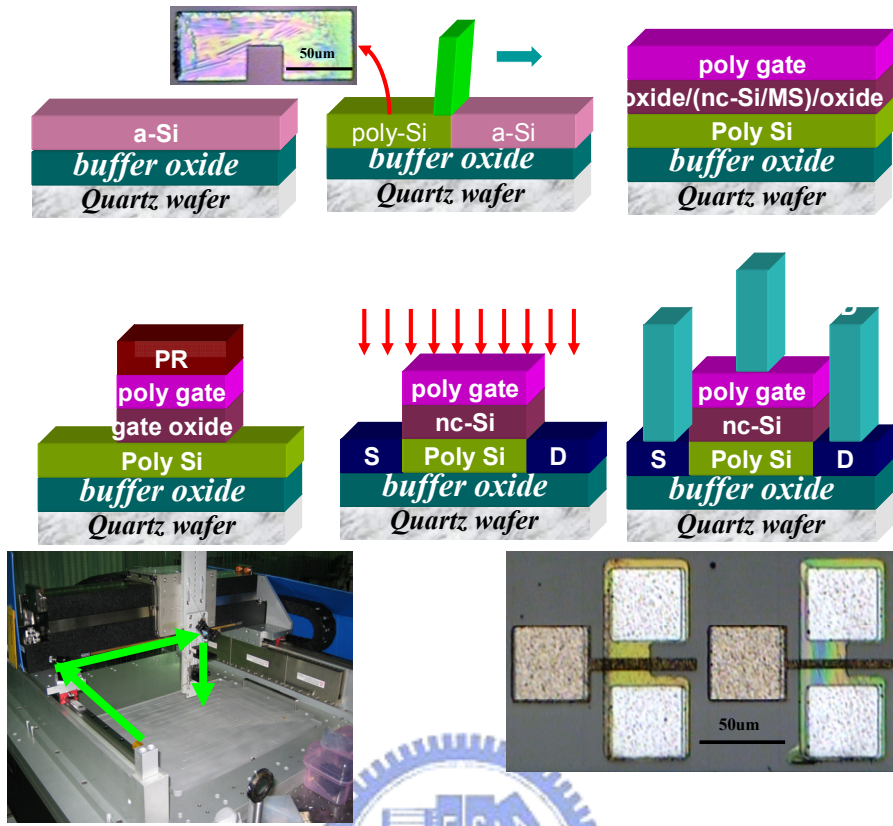 50um
a-Si
buffer oxide
Quartz wafer
poly-Si a-Si
buffer oxide
Quartz wafer
poly gate
oxide/(nc-Si/MS)/oxide
Poly Si
buffer oxide
Quartz wafer
PR
poly gate
gate oxide
Poly Si
buffer oxide
Quartz wafer
poly gate
nc-Si
S Poly Si D
buffer oxide
Quartz wafer
poly gate
nc-Si
S Poly Si D
buffer oxide
Quartz wafer
50um